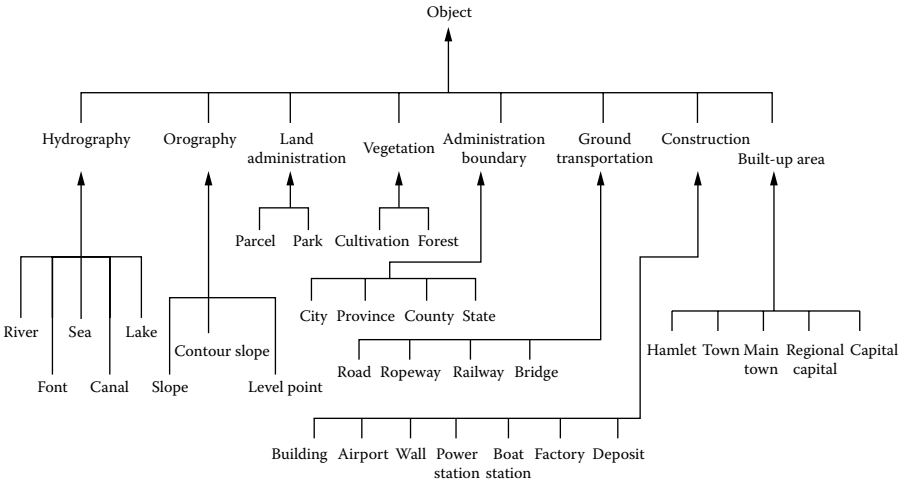 Object
Hydrography
Orography
Land
administration
Vegetation
Administration
boundary
Ground
transportation
Construction
Built-up area
Parcel
Park
Cultivation
Forest
City
Province
County
State
River
Sea
Lake
Font
Canal
Contour slope
Slope
Level point
Road
Ropeway
Railway
Bridge
Hamlet
Town
Main
town
Regional
capital
Capital
Building
Airport
Wall
Power
station
Boat
station
Factory
Deposit